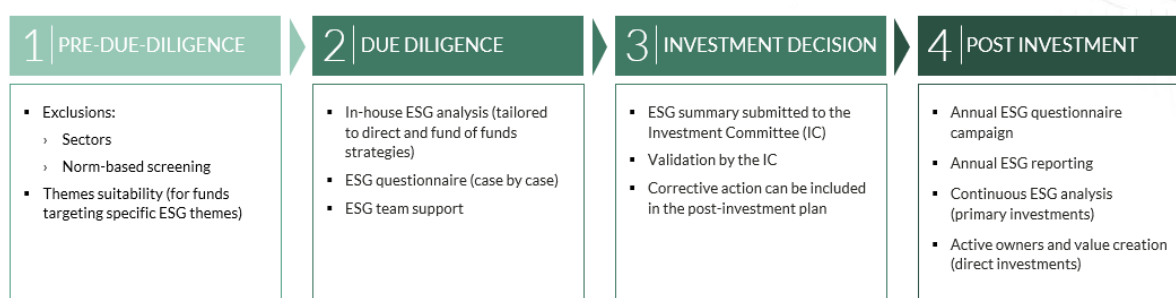 1 PRE-DUE-DILIGENCE
▪ Exclusions:
› Sectors
› Norm-based screening
▪ Themes suitability (for funds
targeting specific ESG themes)
2 DUE DILIGENCE
▪ In-house ESG analysis (tailored
to direct and fund of funds
strategies)
▪ ESG questionnaire (case by case)
▪ ESG team support
3 INVESTMENT DECISION
▪ ESG summary submitted to the
Investment Committee (IC)
▪ Validation by the IC
▪ Corrective action can be included
in the post-investment plan
4 POST INVESTMENT
▪ Annual ESG questionnaire
campaign
▪ Annual ESG reporting
▪ Continuous ESG analysis
(primary investments)
▪ Active owners and value creation
(direct investments)